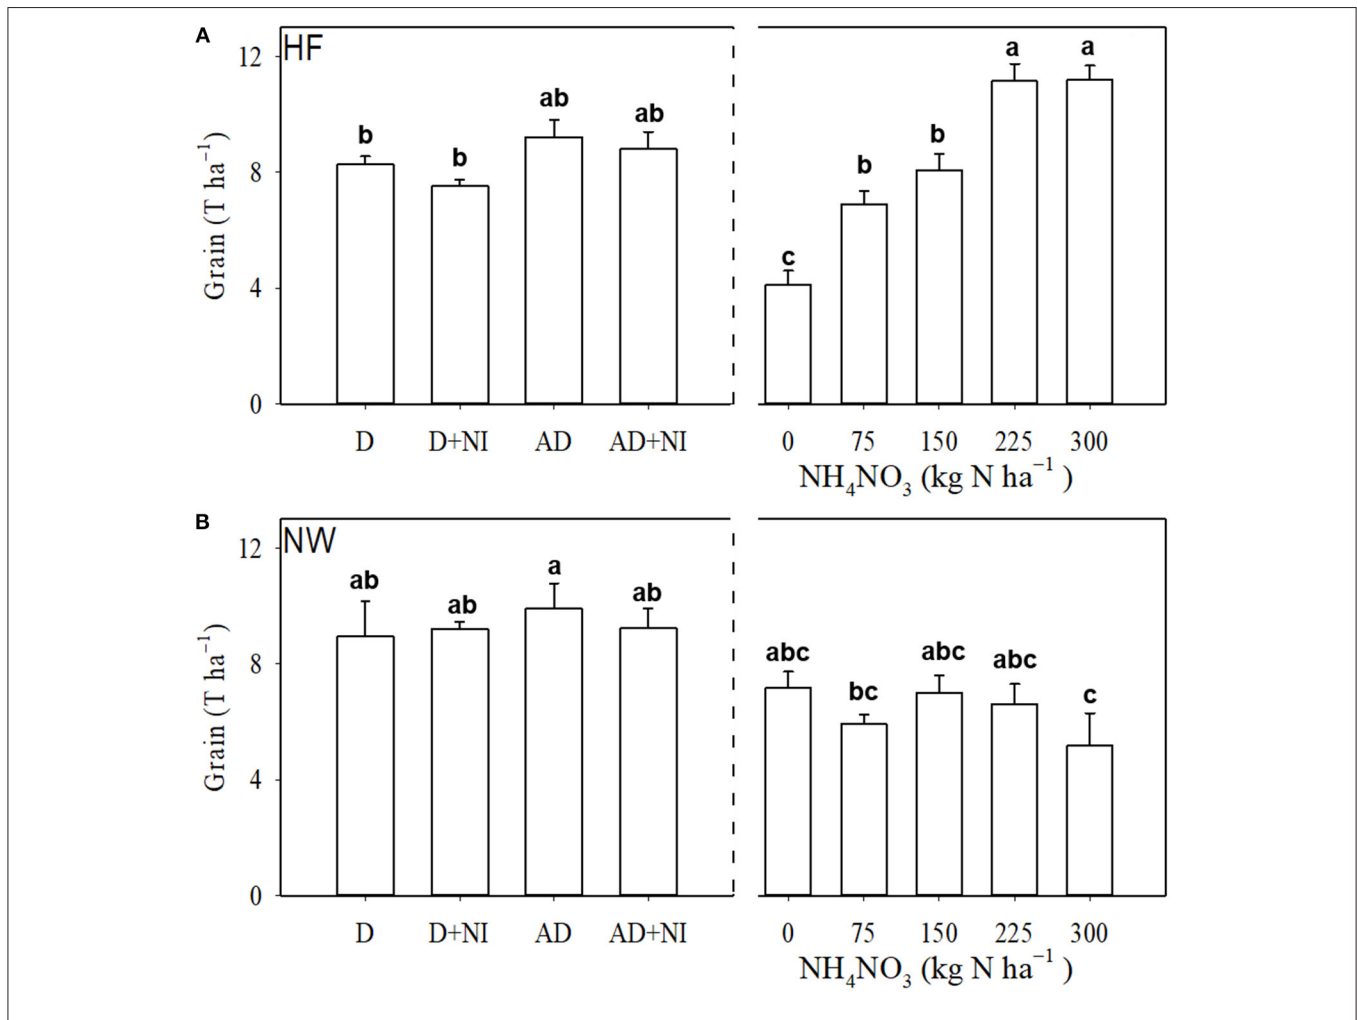 A
HF
12
8
4
0
Grain (T ha⁻¹)
b
b
ab
ab
c
b
b
a
a
D D+NI AD AD+NI 0 75 150 225 300
NH₄NO₃ (kg N ha⁻¹ )
B
NW
12
8
4
0
Grain (T ha⁻¹)
ab
ab
a
ab
abc
bc
abc
abc
c
D D+NI AD AD+NI 0 75 150 225 300
NH₄NO₃ (kg N ha⁻¹ )